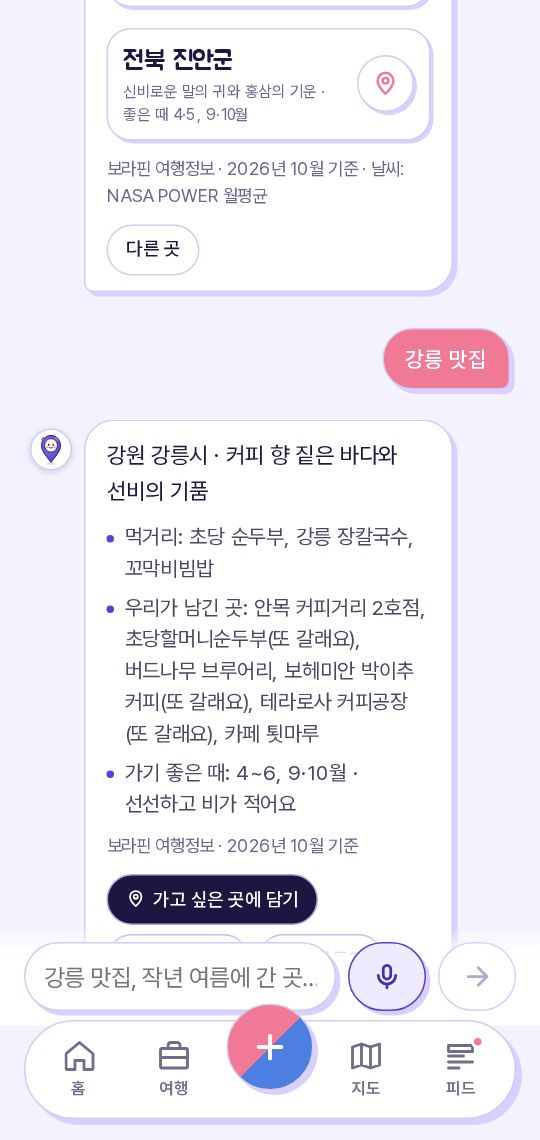 전북 진안군
신비로운 말의 귀와 홍삼의 기운 ·
좋은 때 4·5, 9·10월
보라핀 여행정보 · 2026년 10월 기준 · 날씨:
NASA POWER 월평균
다른 곳
강릉 맛집
강원 강릉시 · 커피 향 짙은 바다와
선비의 기품
먹거리: 초당 순두부, 강릉 장칼국수,
꼬막비빔밥
우리가 남긴 곳: 안목 커피거리 2호점,
초당할머니순두부(또 갈래요),
버드나무 브루어리, 보헤미안 박이추
커피(또 갈래요), 테라로사 커피공장
(또 갈래요), 카페 툇마루
가기 좋은 때: 4~6, 9·10월 ·
선선하고 비가 적어요
보라핀 여행정보 · 2026년 10월 기준
가고 싶은 곳에 담기
강릉 맛집, 작년 여름에 간 곳...
홈
여행
지도
피드